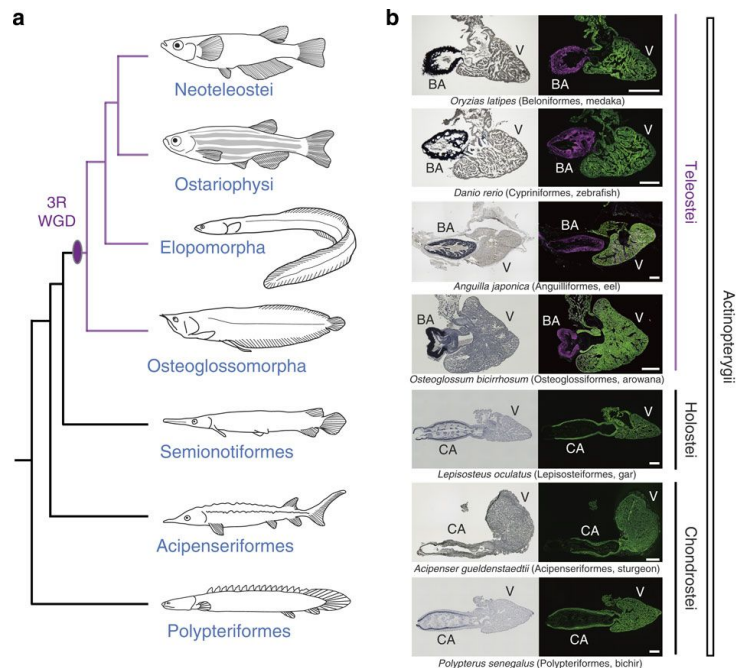 a
Neoteleostei
Ostariophysi
3R
WGD
Elopomorpha
Osteoglossomorpha
Semionotiformes
Acipenseriformes
Polypteriformes
b
V
BA
V
BA
Oryzias latipes (Beloniformes, medaka)
V
BA
V
BA
Danio rerio (Cypriniformes, zebrafish)
BA
V
BA
V
Anguilla japonica (Anguilliformes, eel)
BA
V
BA
V
Osteoglossum bicirrhosum (Osteoglossiformes, arowana)
V
CA
V
CA
Lepisosteus oculatus (Lepisosteiformes, gar)
V
CA
V
CA
Acipenser gueldenstaedtii (Acipenseriformes, sturgeon)
V
CA
V
CA
Polypterus senegalus (Polypteriformes, bichir)
Teleostei
Holostei
Chondrostei
Actinopterygii